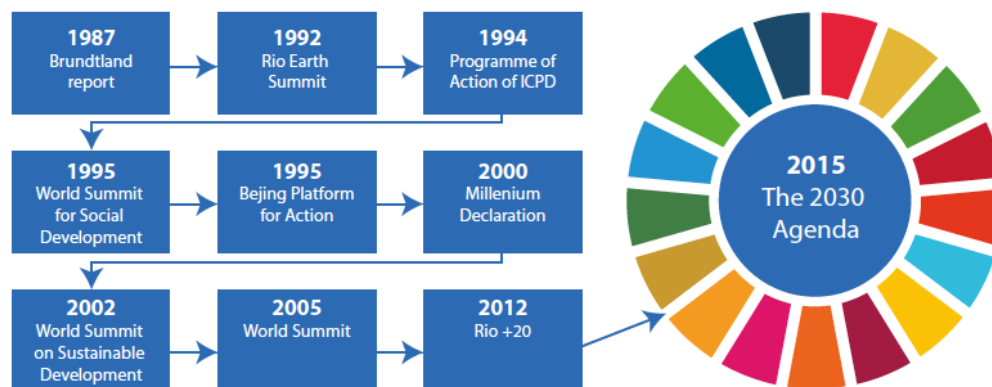 1987
Brundtland
report
1992
Rio Earth
Summit
1994
Programme of
Action of ICPD
1995
World Summit
for Social
Development
1995
Bejing Platform
for Action
2000
Millenium
Declaration
2002
World Summit
on Sustainable
Development
2005
World Summit
2012
Rio +20
2015
The 2030
Agenda